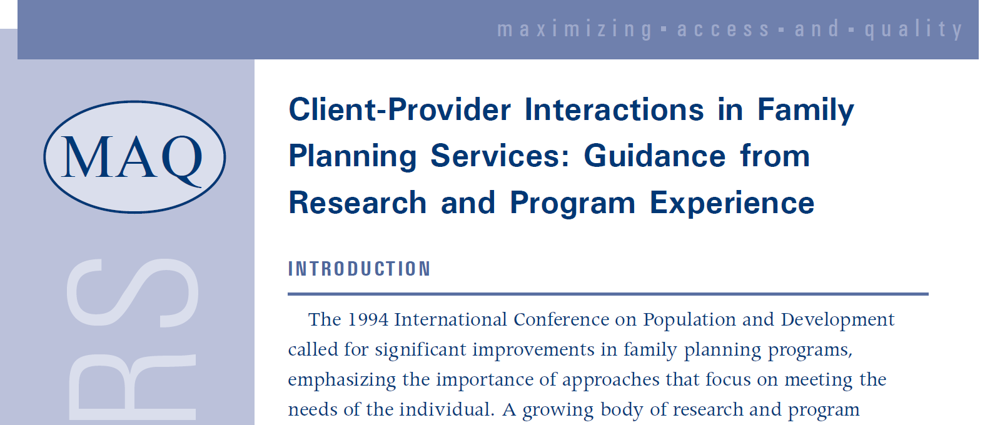 maximizing ▪ access ▪ and ▪ quality
MAQ
RS
Client-Provider Interactions in Family
Planning Services: Guidance from
Research and Program Experience
INTRODUCTION
The 1994 International Conference on Population and Development
called for significant improvements in family planning programs,
emphasizing the importance of approaches that focus on meeting the
needs of the individual. A growing body of research and program